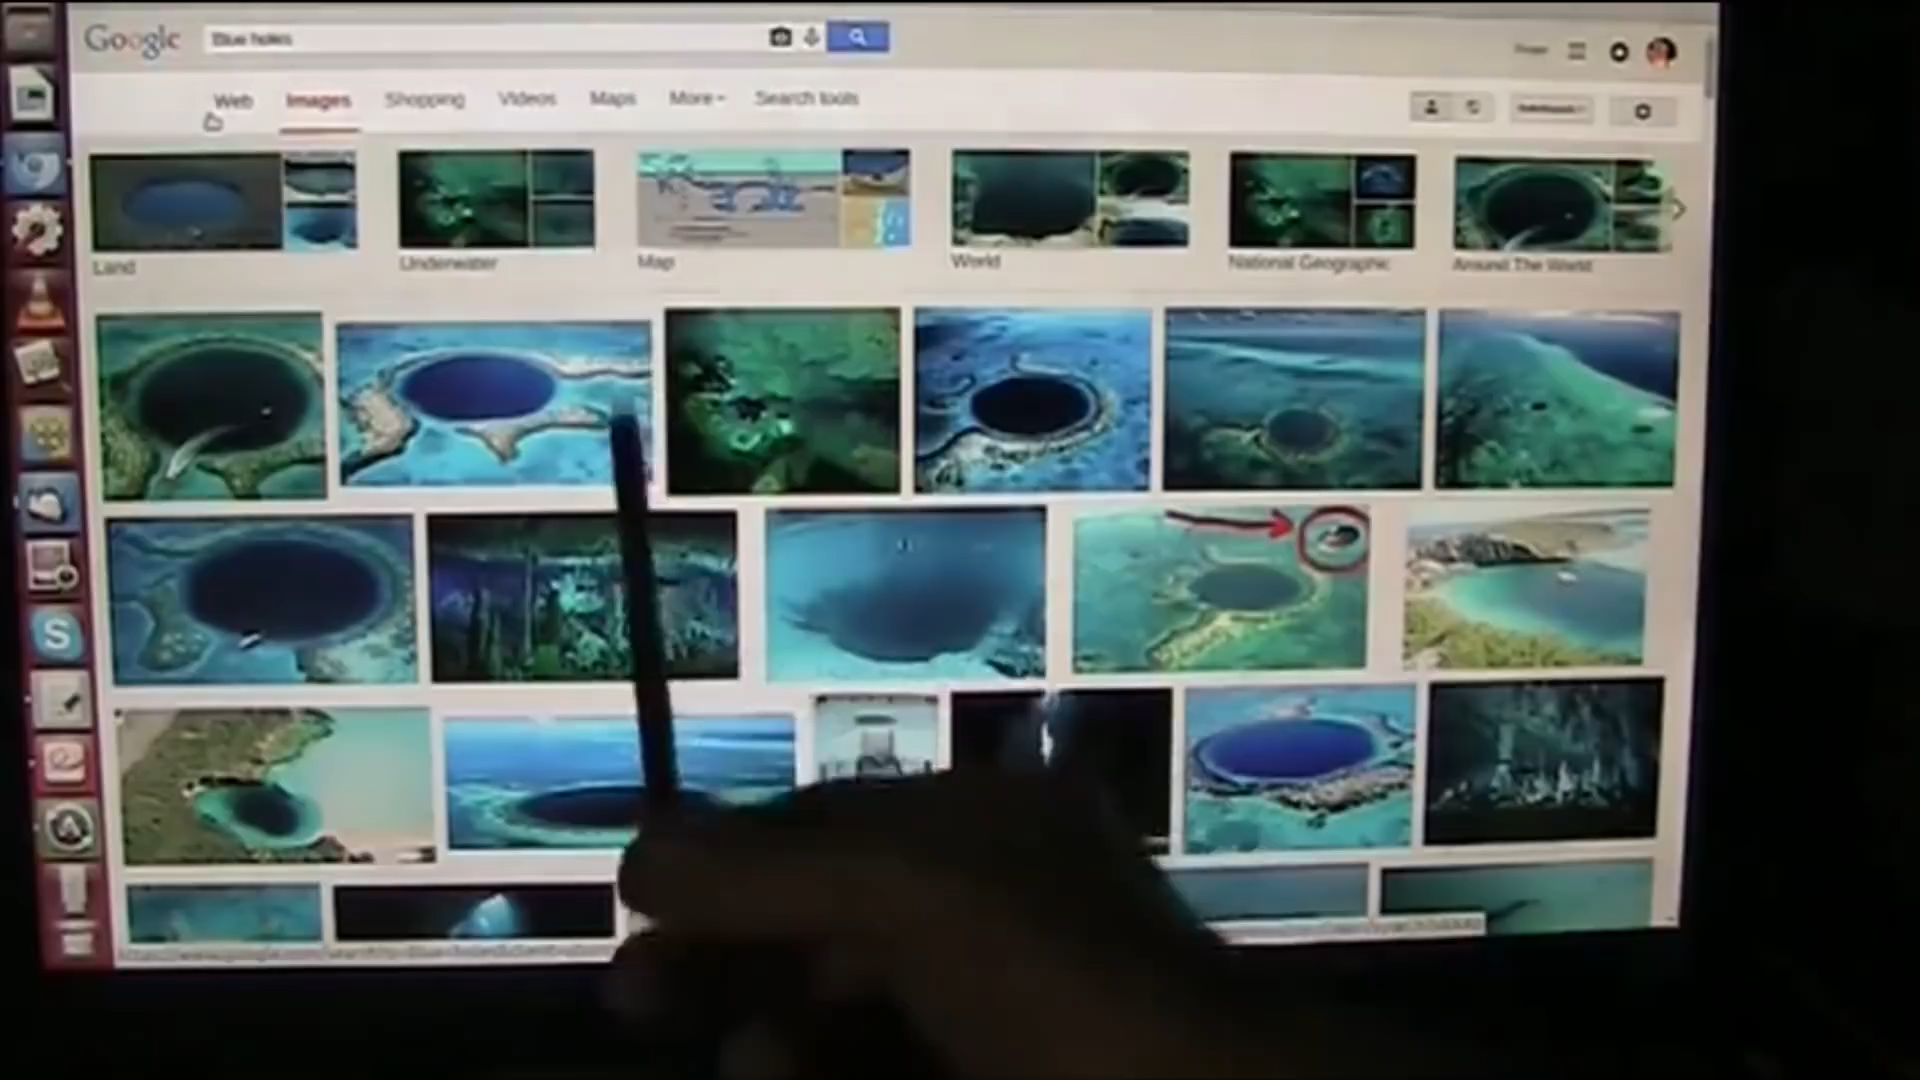 Google Blue holes
Web Images Shopping Videos Maps More Search tools
Land Underwater Map World National Geographic Around The World
S